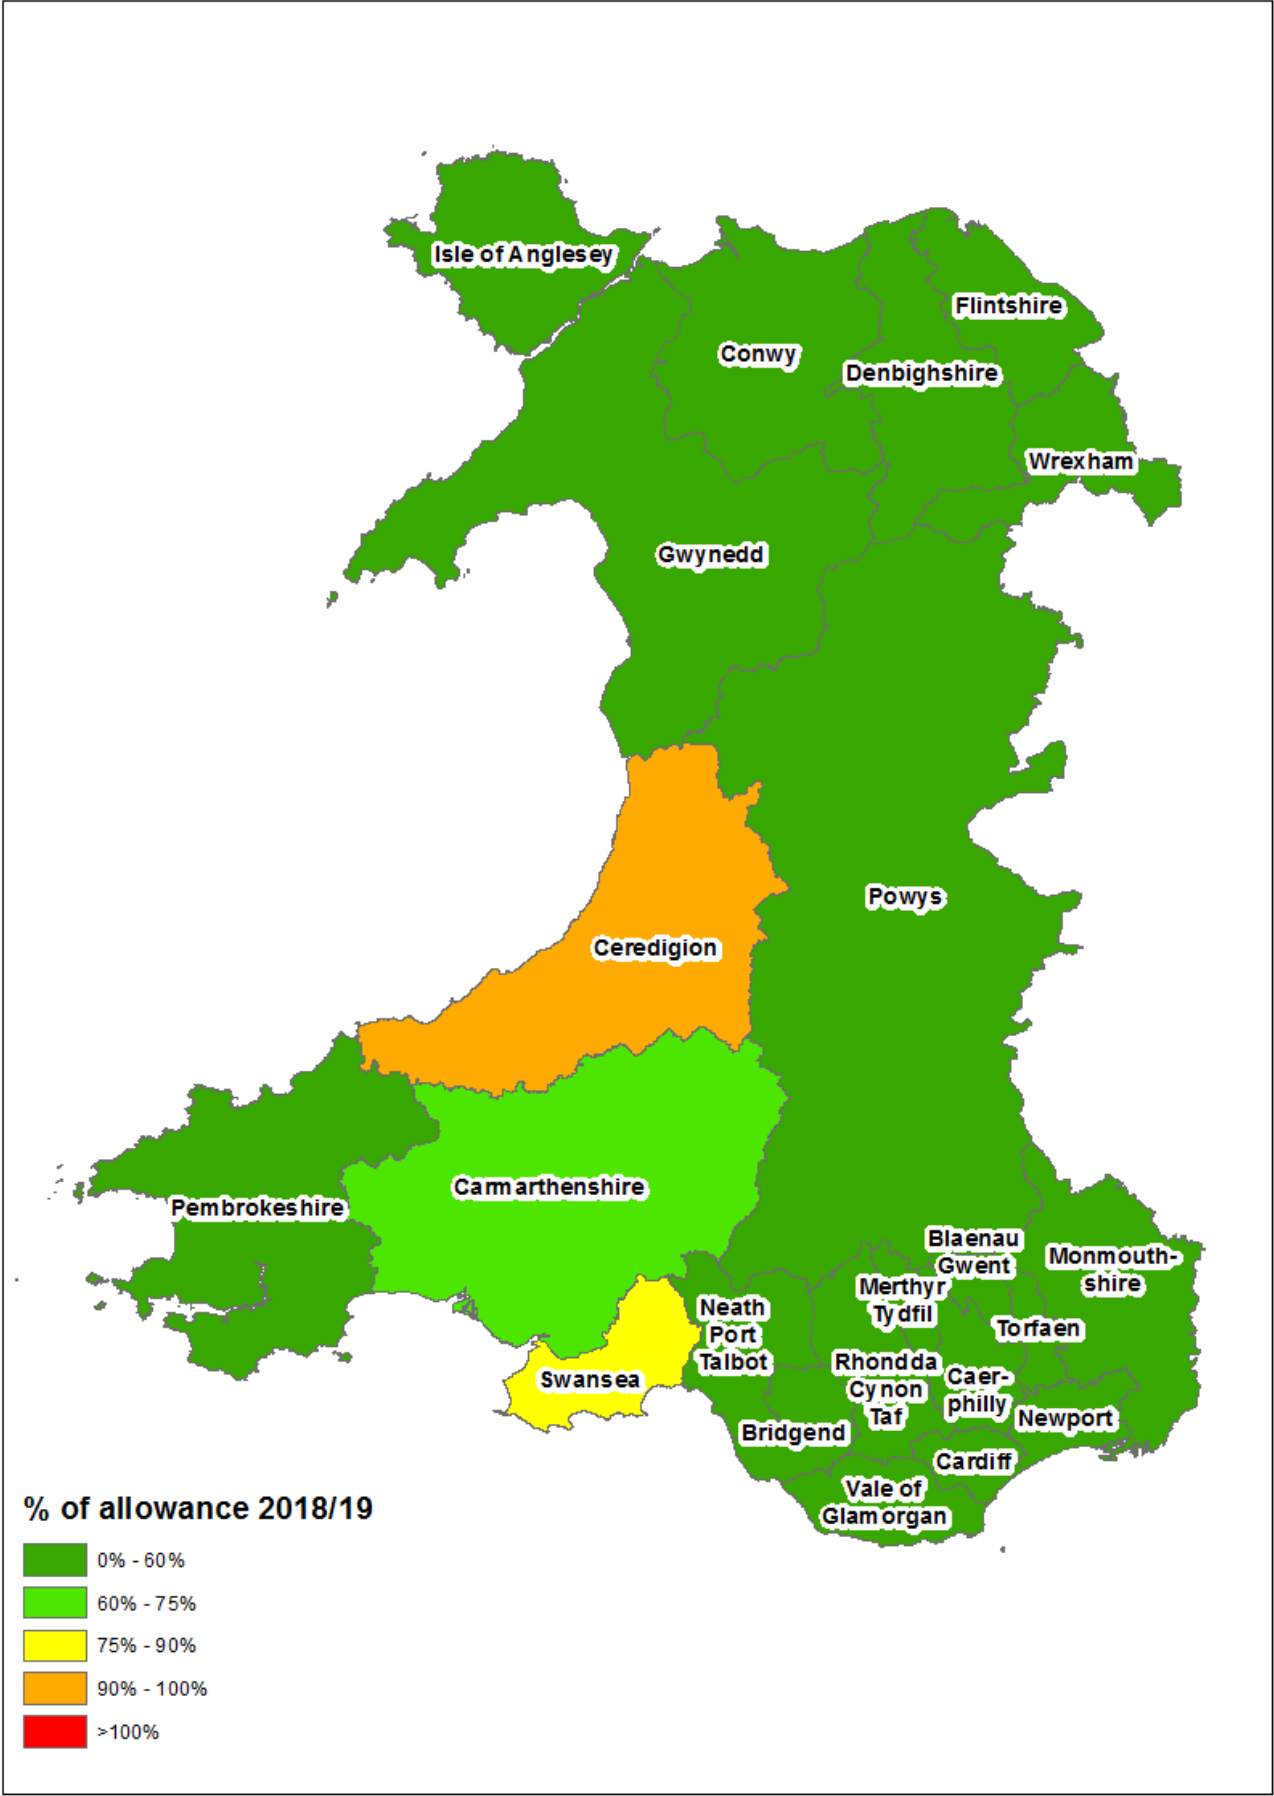 Isle of Anglesey
Flintshire
Conwy
Denbighshire
Wrexham
Gwynedd
Powys
Ceredigion
Carmarthenshire
Pembrokeshire
Blaenau
Gwent
Monmouth-
shire
Merthyr
Tydfil
Neath
Port
Talbot
Torfaen
Rhondda
Cynon
Taf
Caer-
philly
Swansea
Newport
Bridgend
Cardiff
Vale of
Glamorgan
% of allowance 2018/19
0% - 60%
60% - 75%
75% - 90%
90% - 100%
>100%